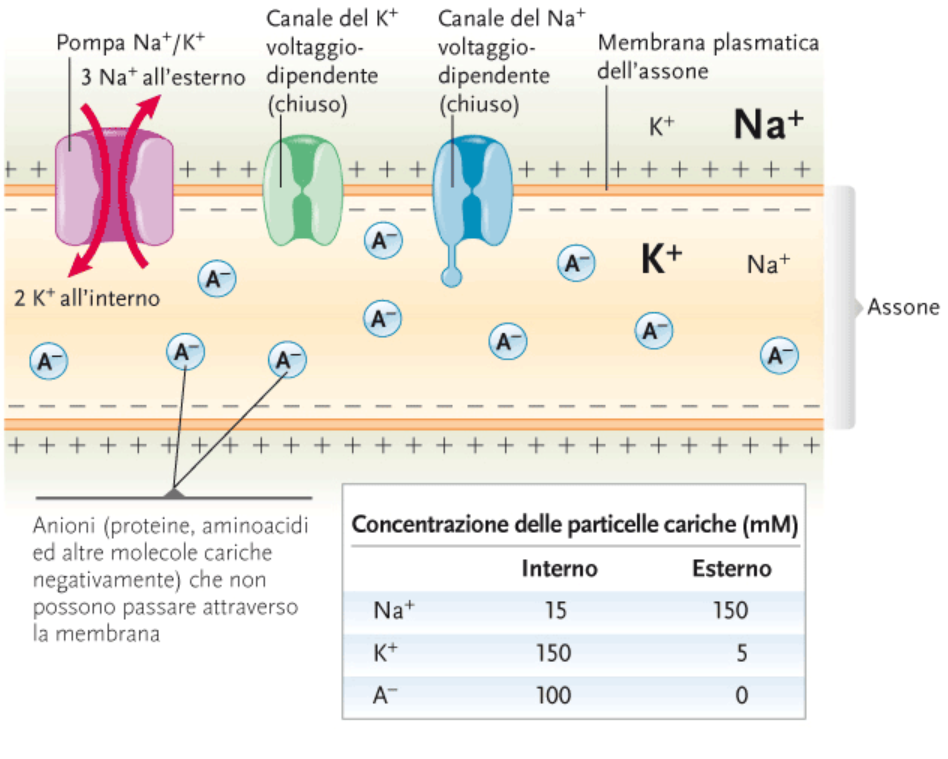 Pompa Na⁺/K⁺
3 Na⁺ all'esterno
Canale del K⁺
voltaggio-
dipendente
(chiuso)
Canale del Na⁺
voltaggio-
dipendente
(chiuso)
Membrana plasmatica
dell'assone
K⁺
Na⁺
+ + + + + + + + + + + + + + + + + + + + +
A⁻
A⁻
A⁻
K⁺
Na⁺
2 K⁺ all'interno
Assone
A⁻
A⁻
A⁻
A⁻
A⁻
A⁻
A⁻
+ + + + + + + + + + + + + + + + + + + + + + + + + + +
Anioni (proteine, aminoacidi
ed altre molecole cariche
negativamente) che non
possono passare attraverso
la membrana
Concentrazione delle particelle cariche (mM)
Interno Esterno
Na⁺ 15 150
K⁺ 150 5
A⁻ 100 0